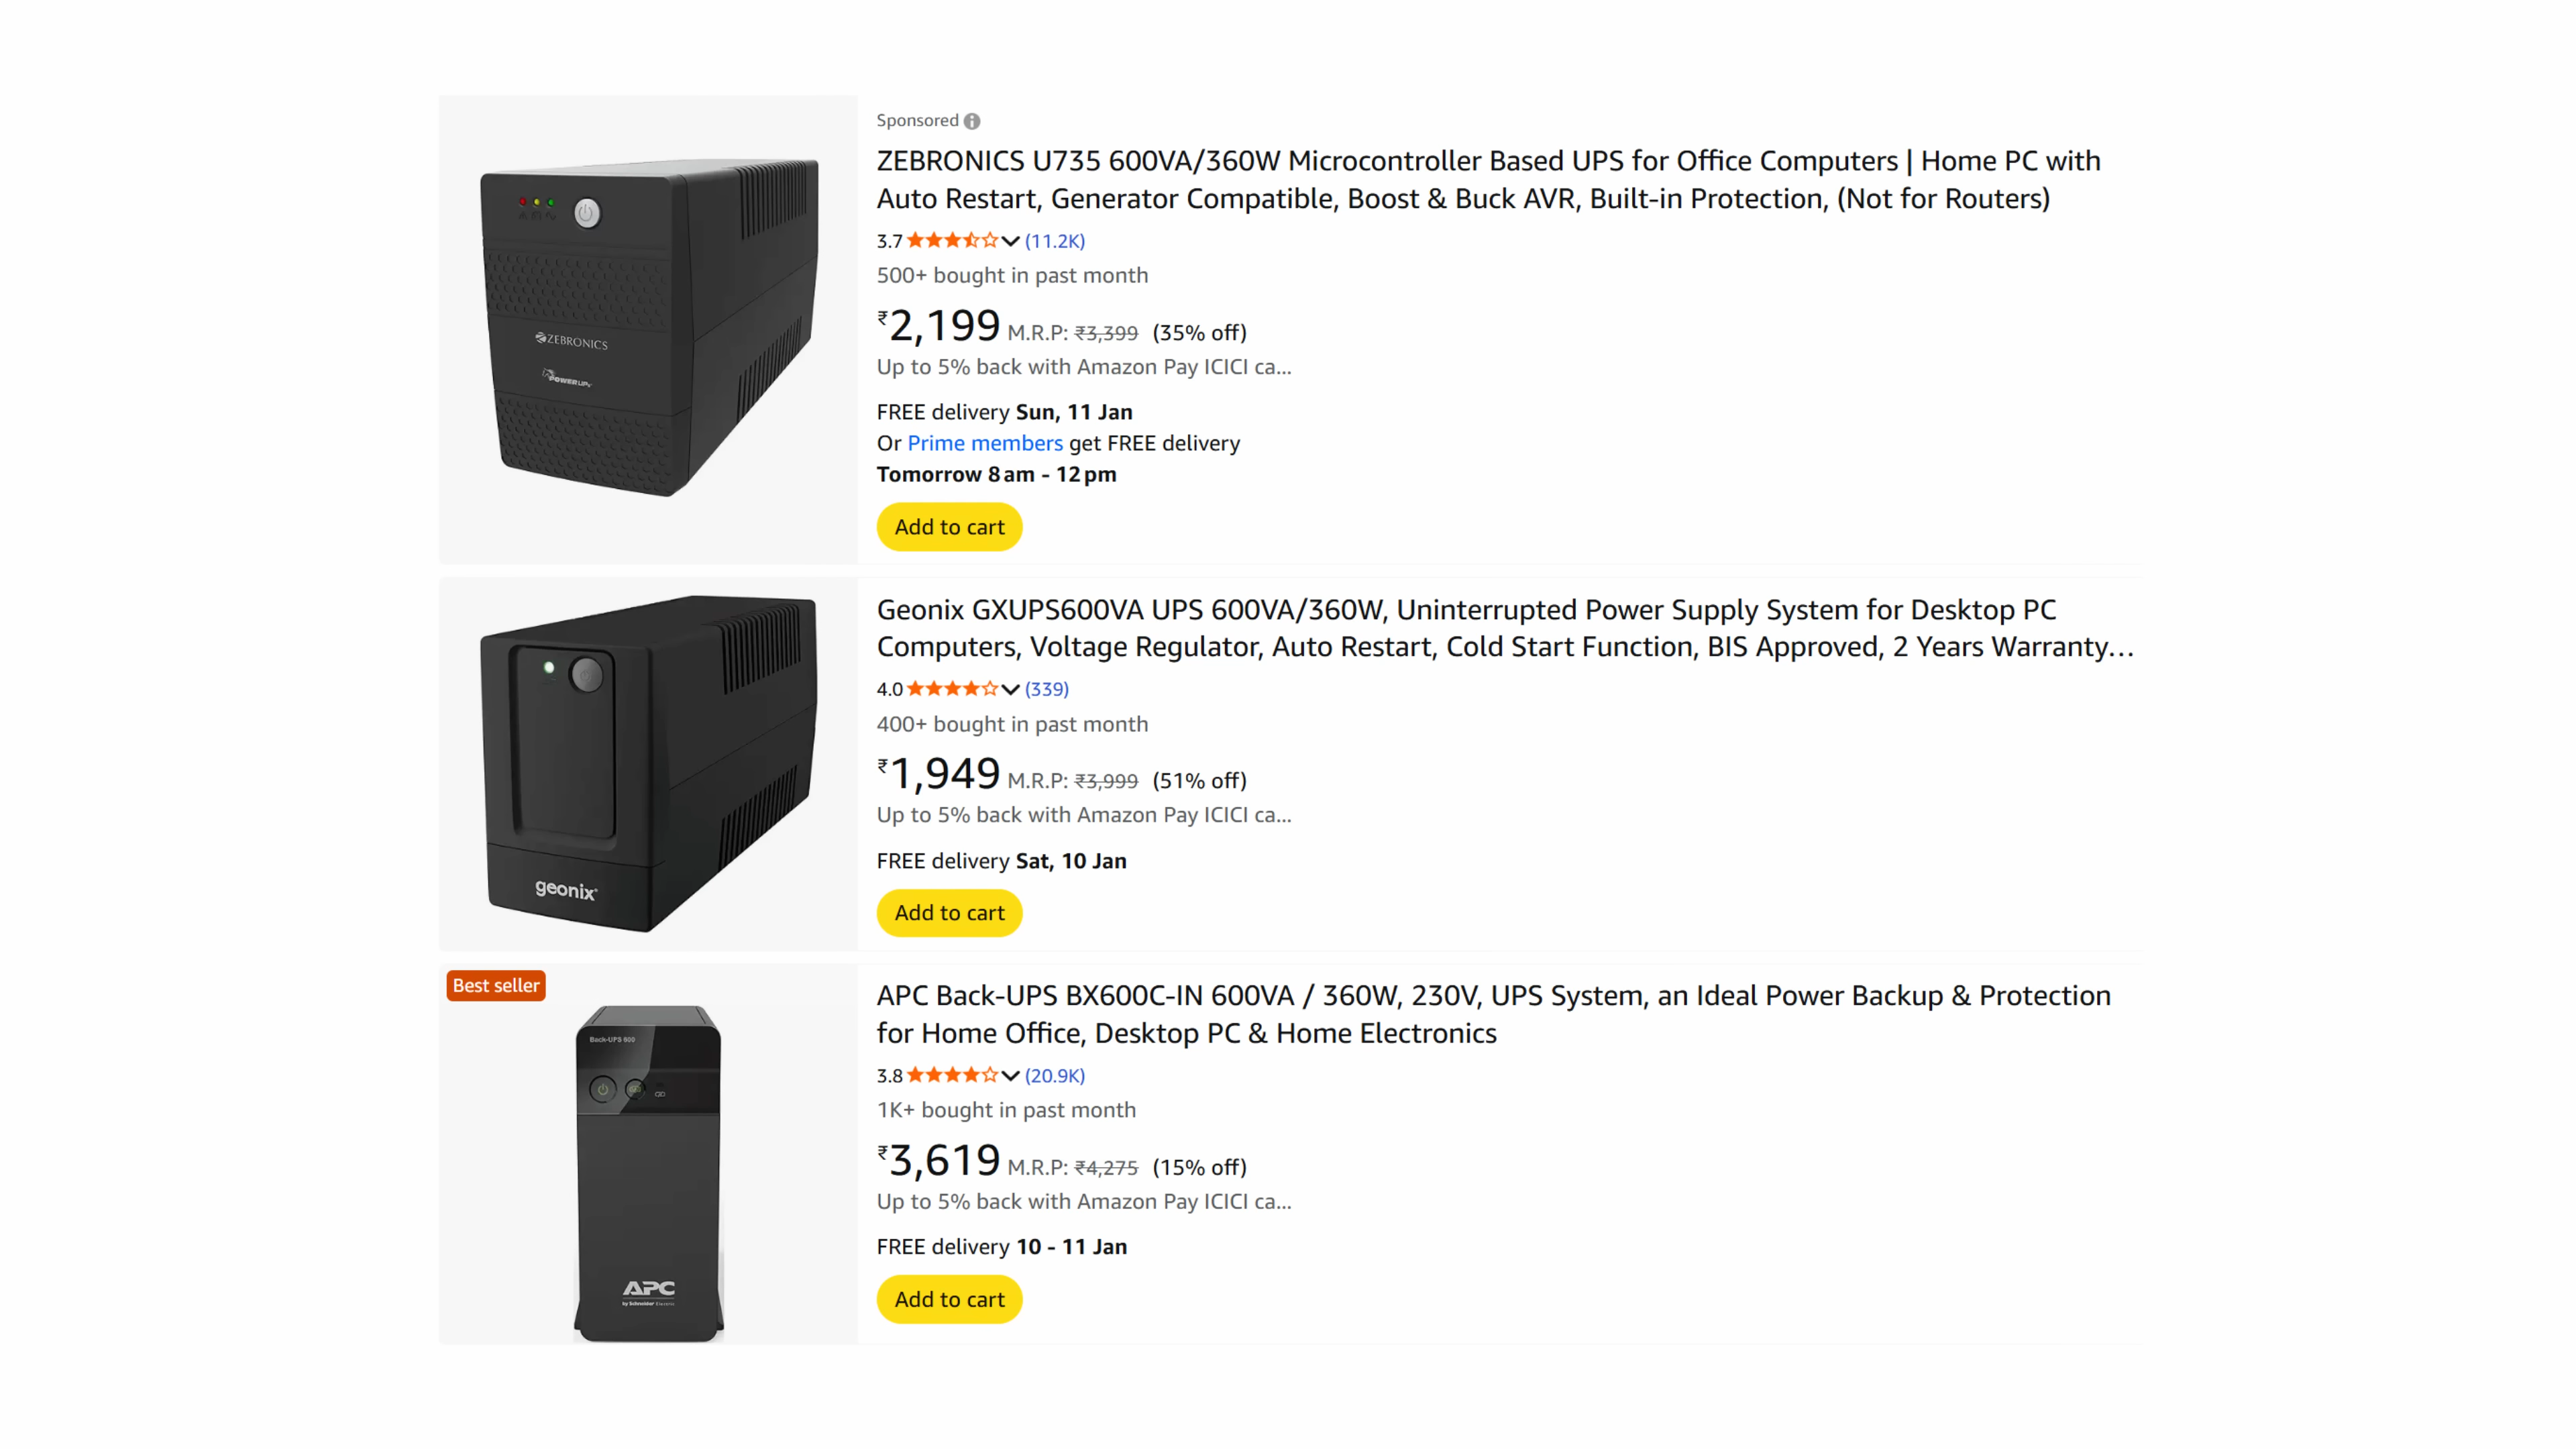 Sponsored
ZEBRONICS U735 600VA/360W Microcontroller Based UPS for Office Computers | Home PC with
Auto Restart, Generator Compatible, Boost & Buck AVR, Built-in Protection, (Not for Routers)
3.7 (11.2K)
500+ bought in past month
₹2,199 M.R.P: ₹3,399 (35% off)
Up to 5% back with Amazon Pay ICICI ca...
FREE delivery Sun, 11 Jan
Or Prime members get FREE delivery
Tomorrow 8 am - 12 pm
Add to cart
ZEBRONICS
POWER UPS
Geonix GXUPS600VA UPS 600VA/360W, Uninterrupted Power Supply System for Desktop PC
Computers, Voltage Regulator, Auto Restart, Cold Start Function, BIS Approved, 2 Years Warranty...
4.0 (339)
400+ bought in past month
₹1,949 M.R.P: ₹3,999 (51% off)
Up to 5% back with Amazon Pay ICICI ca...
FREE delivery Sat, 10 Jan
Add to cart
geonix
Best seller
APC Back-UPS BX600C-IN 600VA / 360W, 230V, UPS System, an Ideal Power Backup & Protection
for Home Office, Desktop PC & Home Electronics
3.8 (20.9K)
1K+ bought in past month
₹3,619 M.R.P: ₹4,275 (15% off)
Up to 5% back with Amazon Pay ICICI ca...
FREE delivery 10 - 11 Jan
Add to cart
Back-UPS 600
APC
by Schneider Electric